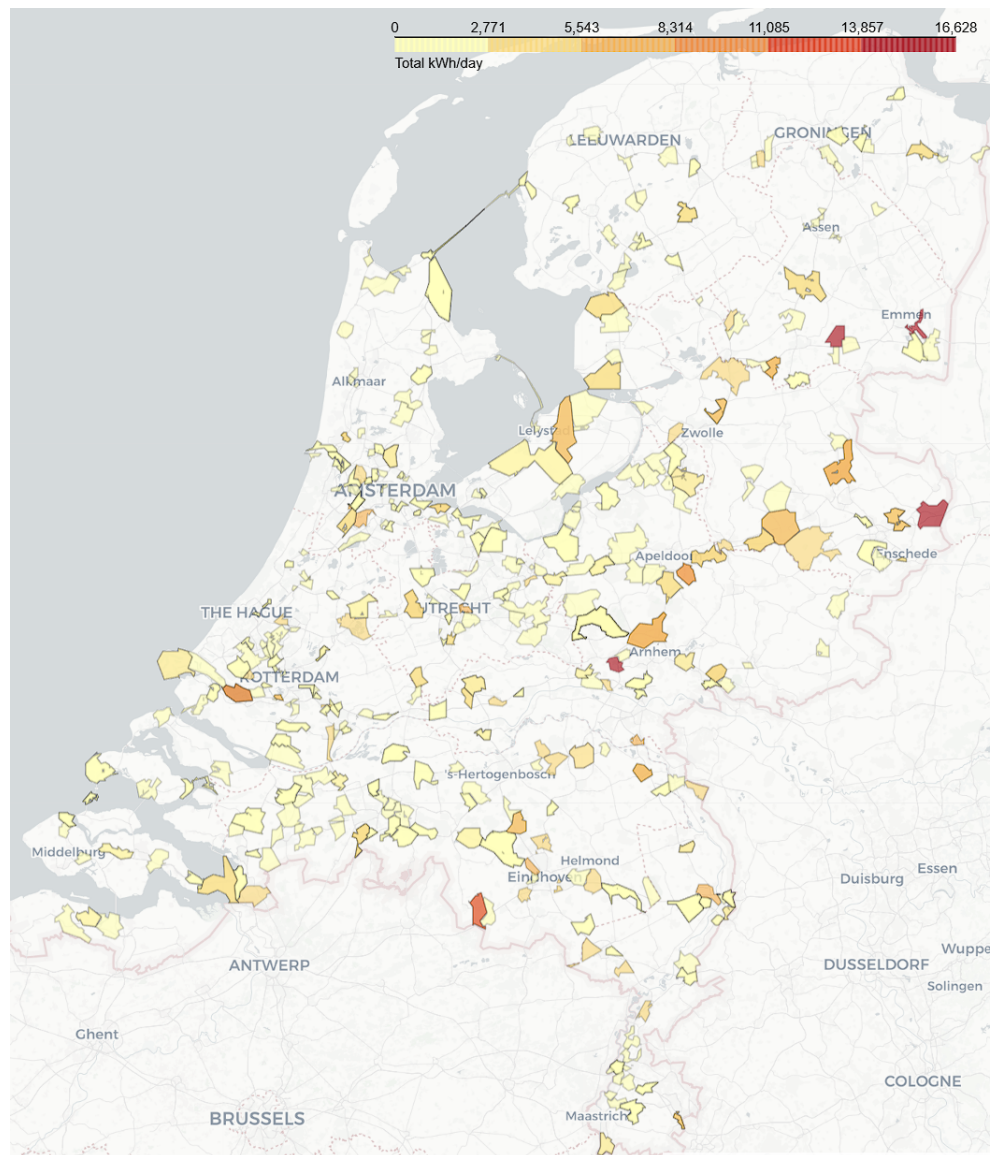 0 2,771 5,543 8,314 11,085 13,857 16,628
Total kWh/day
LEEUWARDEN
GRONINGEN
Assen
Emmen
Alkmaar
Lelystad
Zwolle
AMSTERDAM
Apeldoorn
Enschede
THE HAGUE
UTRECHT
Arnhem
ROTTERDAM
's-Hertogenbosch
Middelburg
Helmond
Eindhoven
Essen
Duisburg
ANTWERP
DUSSELDORF
Wuppe
Solingen
Ghent
COLOGNE
BRUSSELS
Maastrich